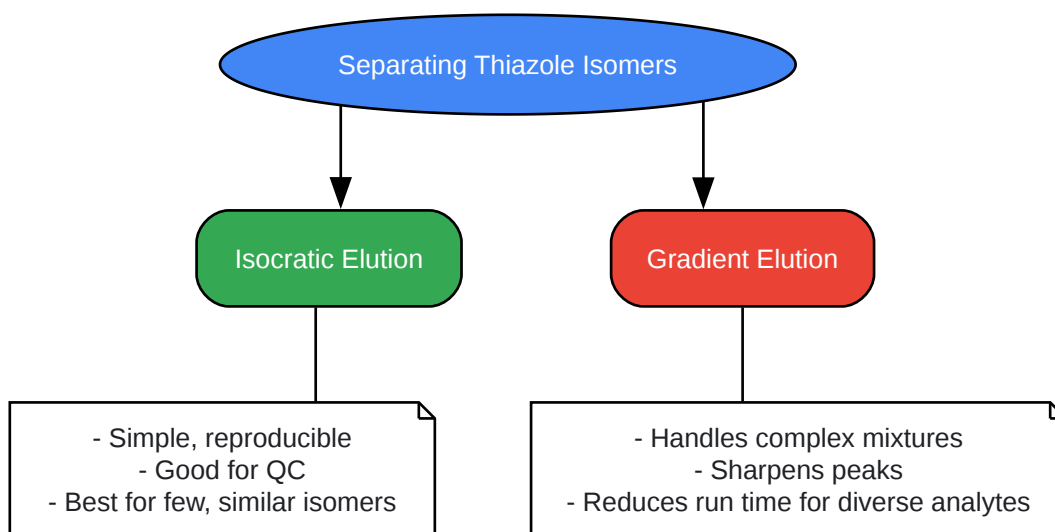 Separating Thiazole Isomers
Isocratic Elution
Gradient Elution
- Simple, reproducible
- Good for QC
- Best for few, similar isomers
- Handles complex mixtures
- Sharpens peaks
- Reduces run time for diverse analytes